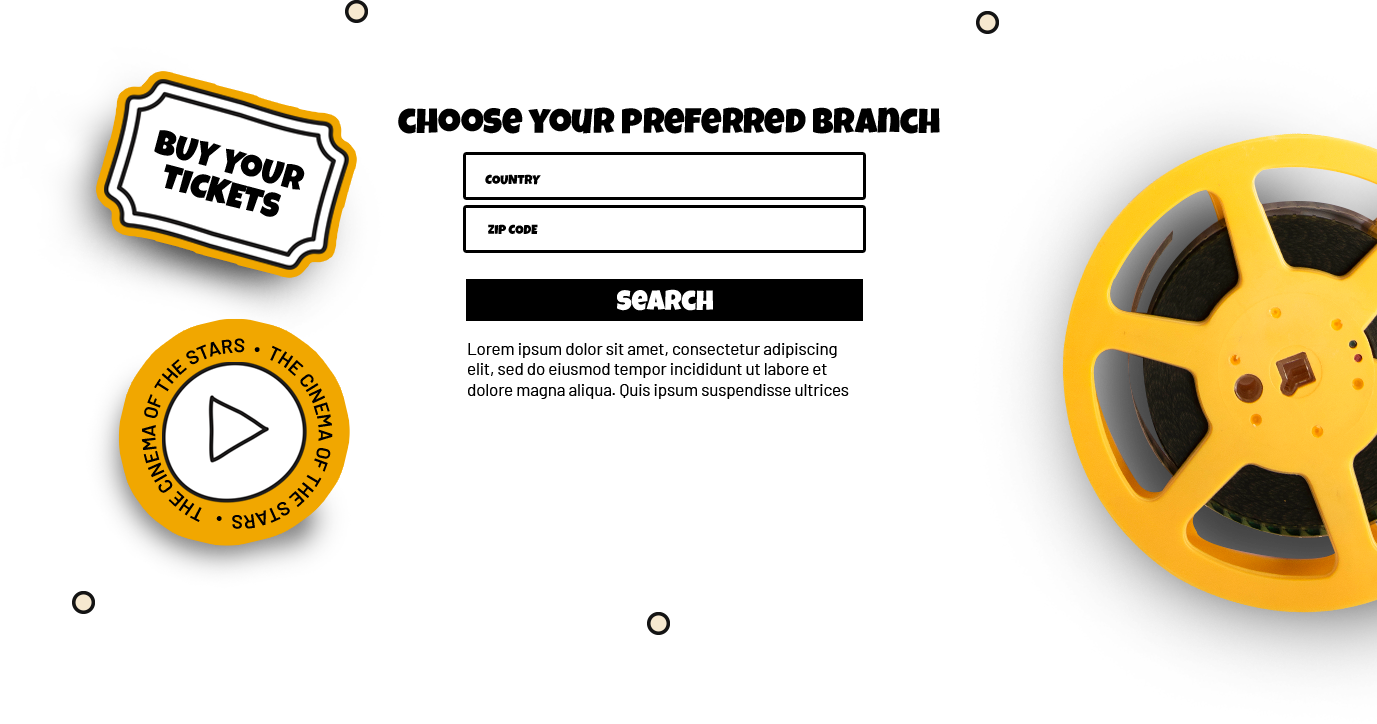 BUY YOUR
TICKETS
CHOOSE YOUR PREFERRED BRANCH
COUNTRY
ZIP CODE
SEARCH
Lorem ipsum dolor sit amet, consectetur adipiscing
elit, sed do eiusmod tempor incididunt ut labore et
dolore magna aliqua. Quis ipsum suspendisse ultrices
THE CINEMA OF THE STARS • THE CINEMA OF THE STARS •